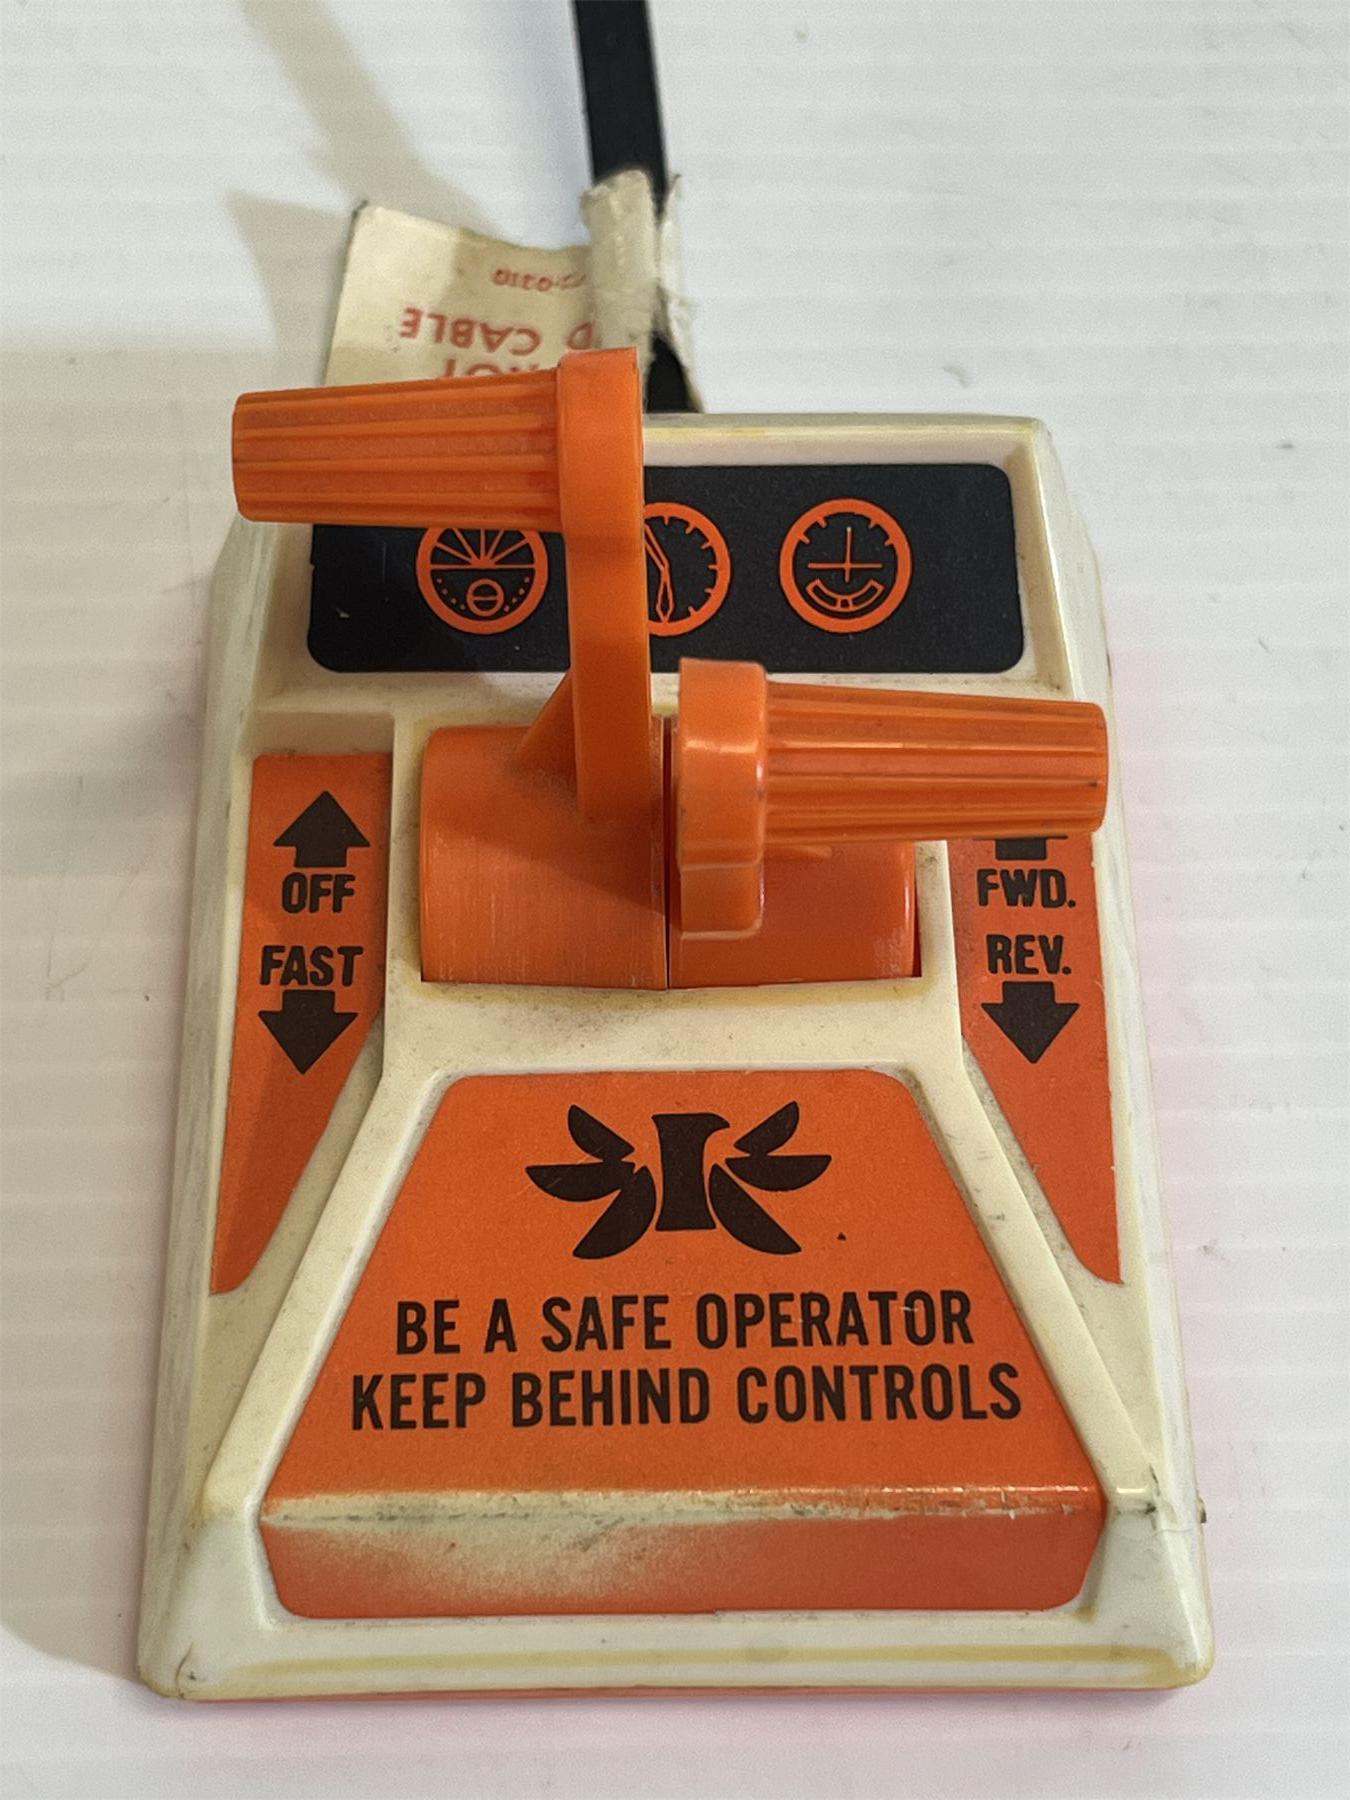 CABLE
OFF
FAST
FWD.
REV.
BE A SAFE OPERATOR
KEEP BEHIND CONTROLS